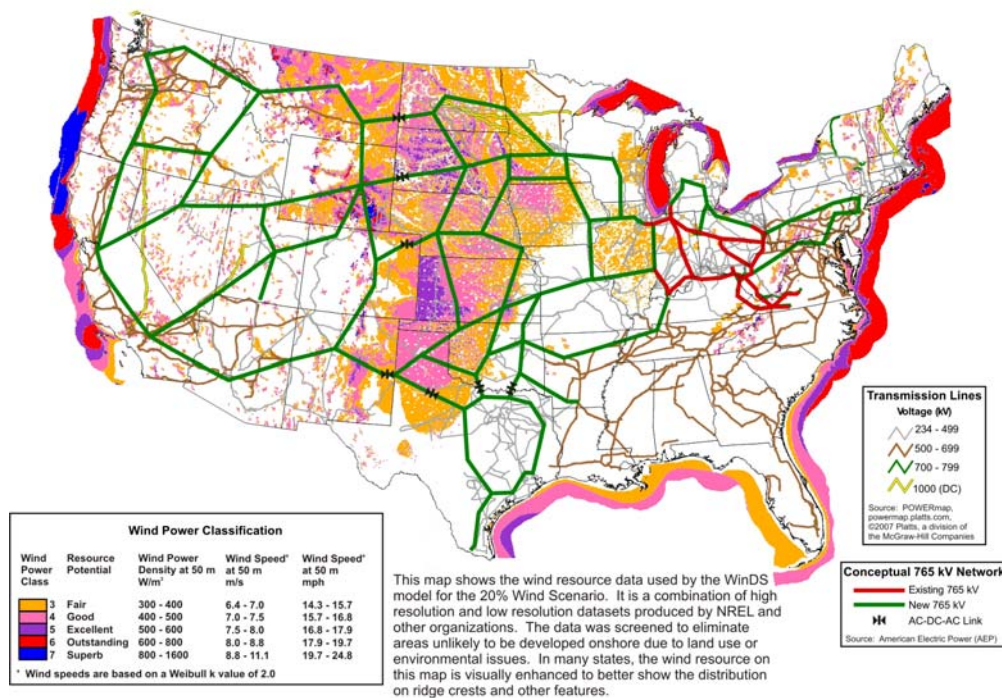 Transmission Lines
Voltage (kV)
234 - 499
500 - 699
700 - 799
1000 (DC)
Source: POWERmap,
powermap.platts.com,
©2007 Platts, a division of
the McGraw-Hill Companies
Wind Power Classification
Wind Power Class Resource Potential Wind Power Density at 50 m W/m² Wind Speed* at 50 m m/s Wind Speed* at 50 m mph
3 Fair 300 - 400 6.4 - 7.0 14.3 - 15.7
4 Good 400 - 500 7.0 - 7.5 15.7 - 16.8
5 Excellent 500 - 600 7.5 - 8.0 16.8 - 17.9
6 Outstanding 600 - 800 8.0 - 8.8 17.9 - 19.7
7 Superb 800 - 1600 8.8 - 11.1 19.7 - 24.8
* Wind speeds are based on a Weibull k value of 2.0
This map shows the wind resource data used by the WinDS
model for the 20% Wind Scenario. It is a combination of high
resolution and low resolution datasets produced by NREL and
other organizations. The data was screened to eliminate
areas unlikely to be developed onshore due to land use or
environmental issues. In many states, the wind resource on
this map is visually enhanced to better show the distribution
on ridge crests and other features.
Conceptual 765 kV Network
Existing 765 kV
New 765 kV
AC-DC-AC Link
Source: American Electric Power (AEP)